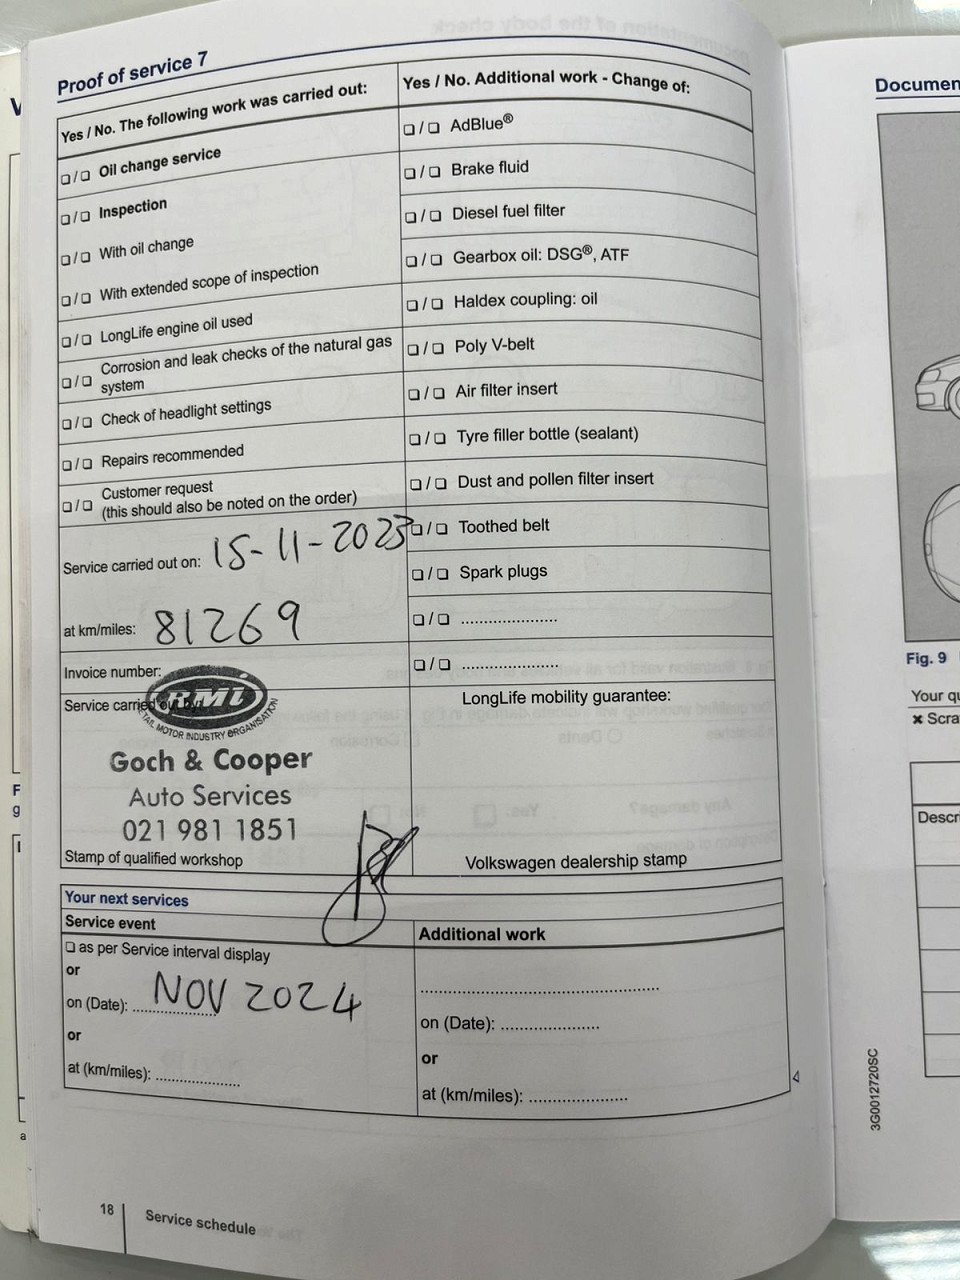 Proof of service 7
Yes / No. The following work was carried out:
❏/❏ Oil change service
❏/❏ Inspection
❏/❏ With oil change
❏/❏ With extended scope of inspection
❏/❏ LongLife engine oil used
❏/❏ Corrosion and leak checks of the natural gas
system
❏/❏ Check of headlight settings
❏/❏ Repairs recommended
❏/❏ Customer request
(this should also be noted on the order)
Service carried out on: 15-11-2023
at km/miles: 81269
Invoice number:
Service carried out by:
RMI
RETAIL MOTOR INDUSTRY ORGANISATION
Goch & Cooper
Auto Services
021 981 1851
Stamp of qualified workshop
Yes / No. Additional work - Change of:
❏/❏ AdBlue®
❏/❏ Brake fluid
❏/❏ Diesel fuel filter
❏/❏ Gearbox oil: DSG®, ATF
❏/❏ Haldex coupling: oil
❏/❏ Poly V-belt
❏/❏ Air filter insert
❏/❏ Tyre filler bottle (sealant)
❏/❏ Dust and pollen filter insert
❏/❏ Toothed belt
❏/❏ Spark plugs
❏/❏ ......................
❏/❏ ......................
LongLife mobility guarantee:
Volkswagen dealership stamp
Your next services
Service event
❏ as per Service interval display
or
on (Date): NOV 2024
or
at (km/miles): ...................
Additional work
.......................................................
on (Date): ......................
or
at (km/miles): ......................
18
Service schedule
Documen
Fig. 9
Your qu
✖ Scra
Descri
3G0012720SC